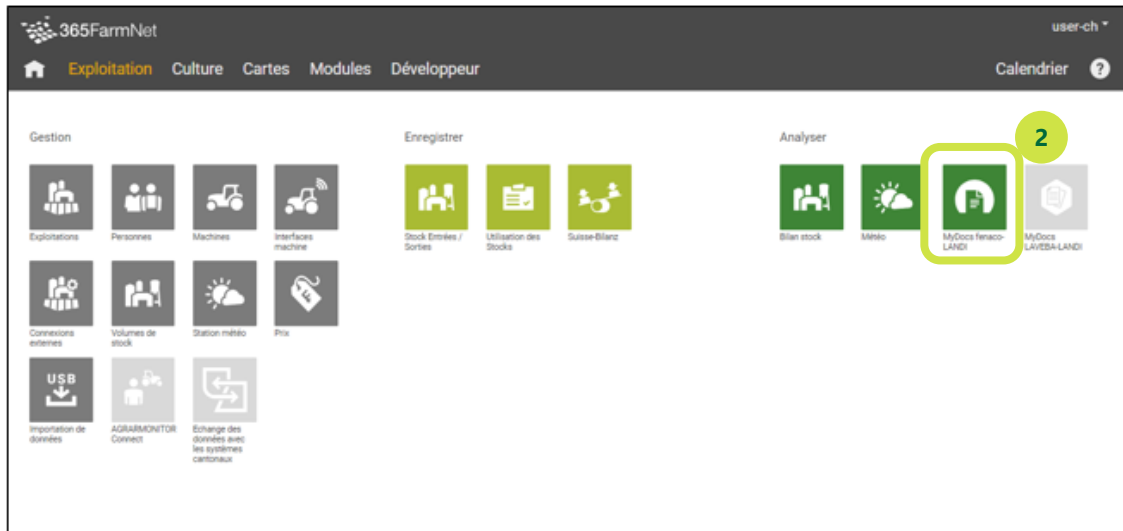 365FarmNet
user-ch
Exploitation Culture Cartes Modules Développeur
Calendrier ?
Gestion
Enregistrer
Analyser
2
Exploitations
Personnes
Machines
Interfaces
machine
Stock Entrées /
Sorties
Utilisation des
Stocks
Suisse-Bilanz
Bilan stock
Météo
MyDocs fenaco-
LANDI
MyDocs
LAVEBA-LANDI
Connexions
externes
Volumes de
stock
Station météo
Prix
USB
Importation de
données
AGRARMONITOR
Connect
Echange des
données avec
les systèmes
cantonaux